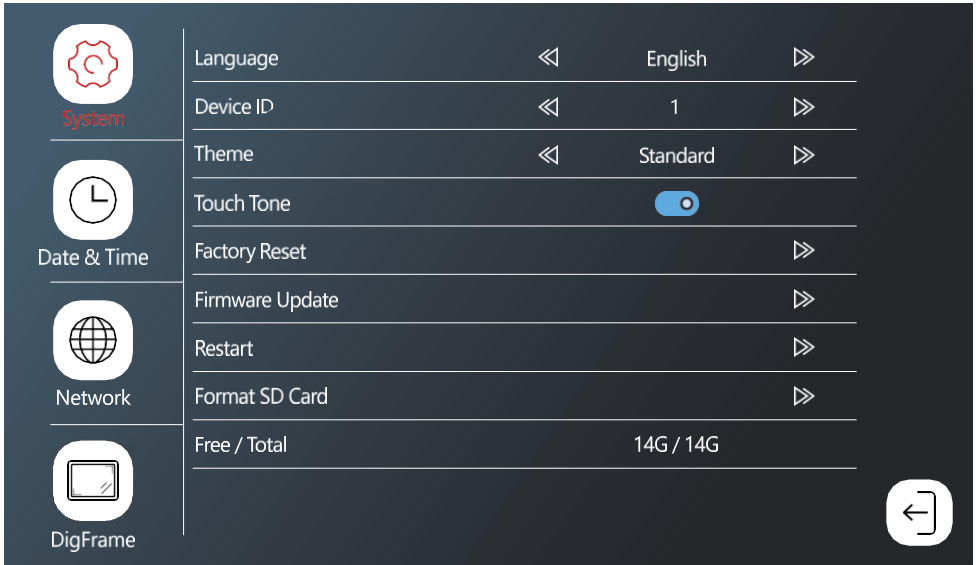 System
Date & Time
Network
DigFrame
Language English
Device ID 1
Theme Standard
Touch Tone
Factory Reset
Firmware Update
Restart
Format SD Card
Free / Total 14G / 14G